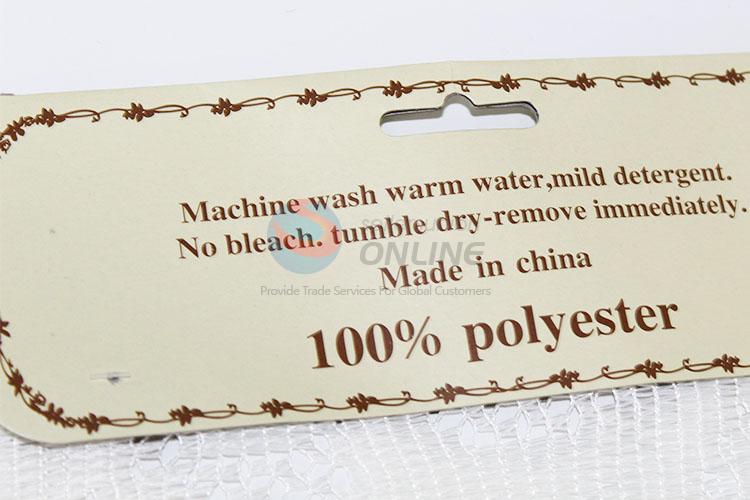 Machine wash warm water,mild detergent.
No bleach. tumble dry-remove immediately.
ONLINE
Made in china
Provide Trade Services For Global Customers
100% polyester